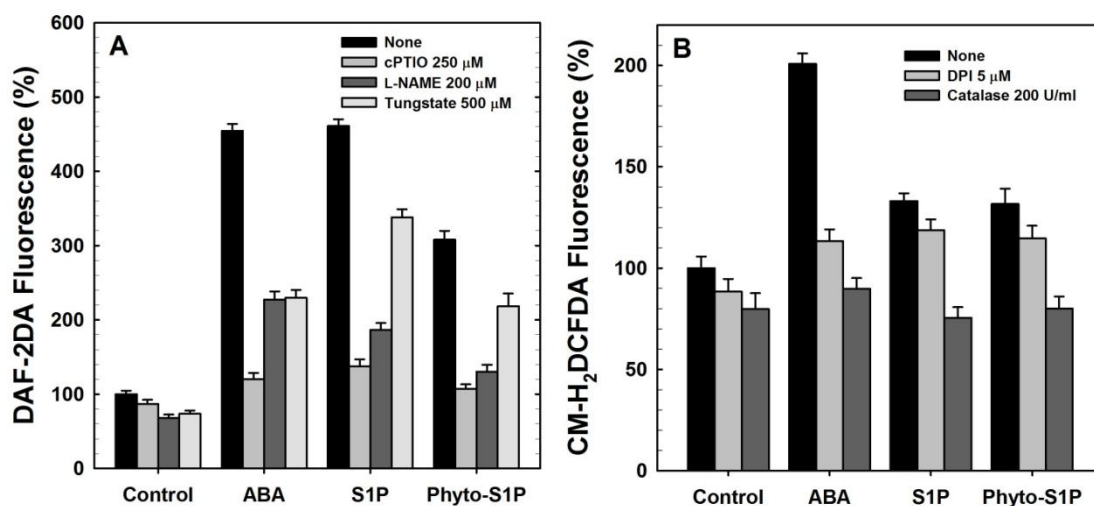 A
None
cPTIO 250 μM
L-NAME 200 μM
Tungstate 500 μM
DAF-2DA Fluorescence (%)
600
500
400
300
200
100
0
Control ABA S1P Phyto-S1P
B
None
DPI 5 μM
Catalase 200 U/ml
CM-H₂DCFDA Fluorescence (%)
200
150
100
50
0
Control ABA S1P Phyto-S1P